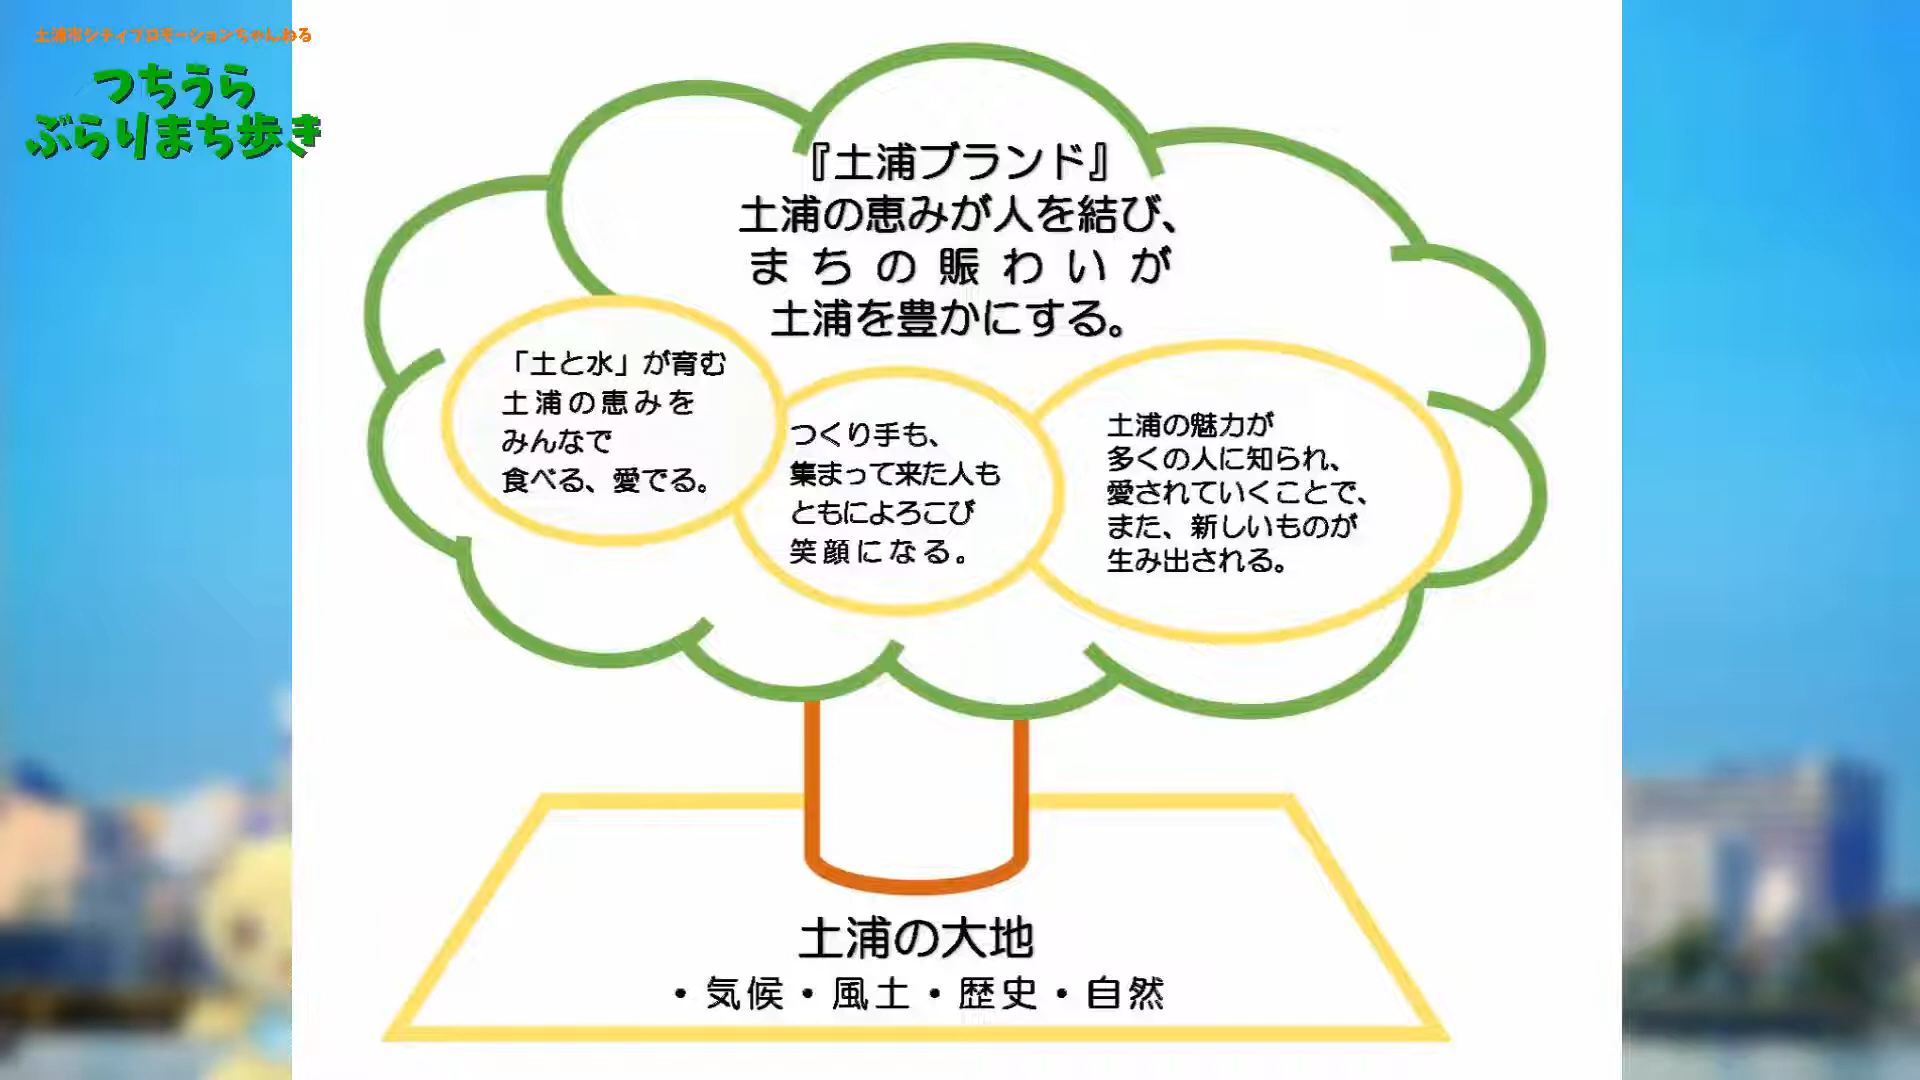 土浦市シティプロモーションちゃんねる
つちうら
ぶらりまち歩き
『土浦ブランド』
土浦の恵みが人を結び、
まちの賑わいが
土浦を豊かにする。
「土と水」が育む
土浦の恵みを
みんなで
食べる、愛でる。
つくり手も、
集まって来た人も
ともによろこび
笑顔になる。
土浦の魅力が
多くの人に知られ、
愛されていくことで、
また、新しいものが
生み出される。
土浦の大地
・気候・風土・歴史・自然